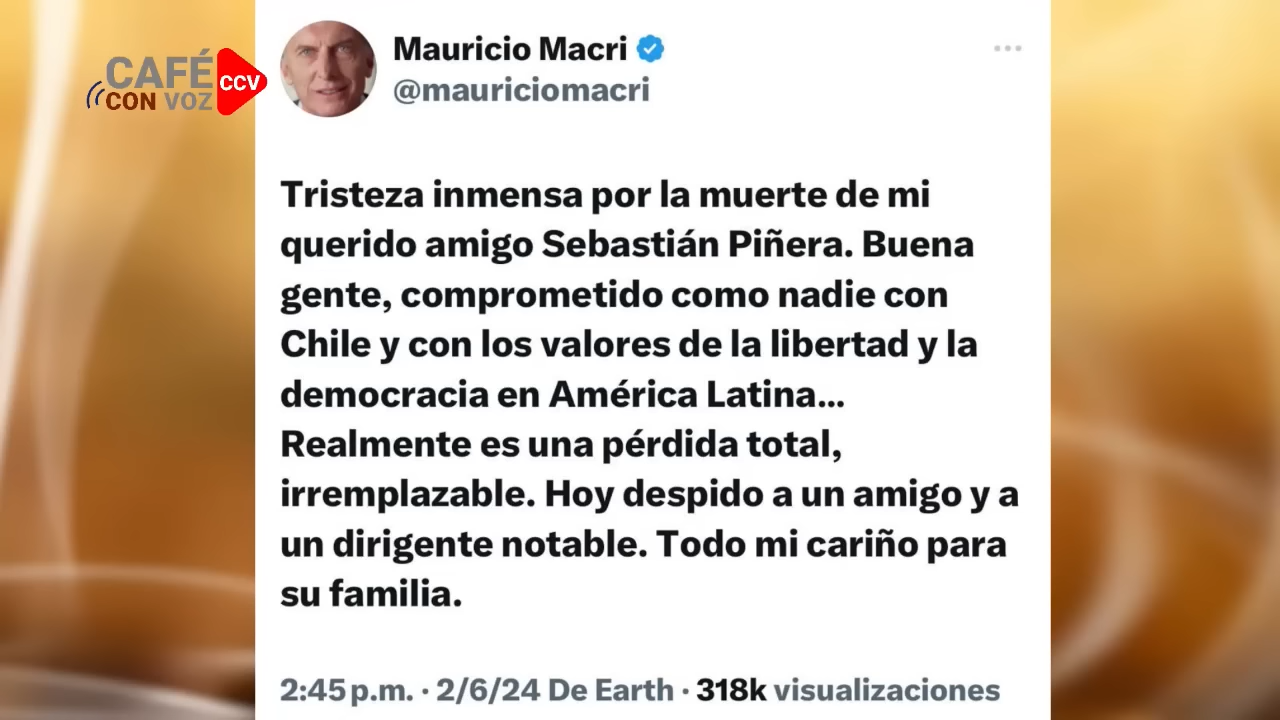 CAFÉ
CON VOZ
CCV
Mauricio Macri
@mauriciomacri
Tristeza inmensa por la muerte de mi
querido amigo Sebastián Piñera. Buena
gente, comprometido como nadie con
Chile y con los valores de la libertad y la
democracia en América Latina...
Realmente es una pérdida total,
irremplazable. Hoy despido a un amigo y a
un dirigente notable. Todo mi cariño para
su familia.
2:45 p.m. · 2/6/24 De Earth · 318k visualizaciones